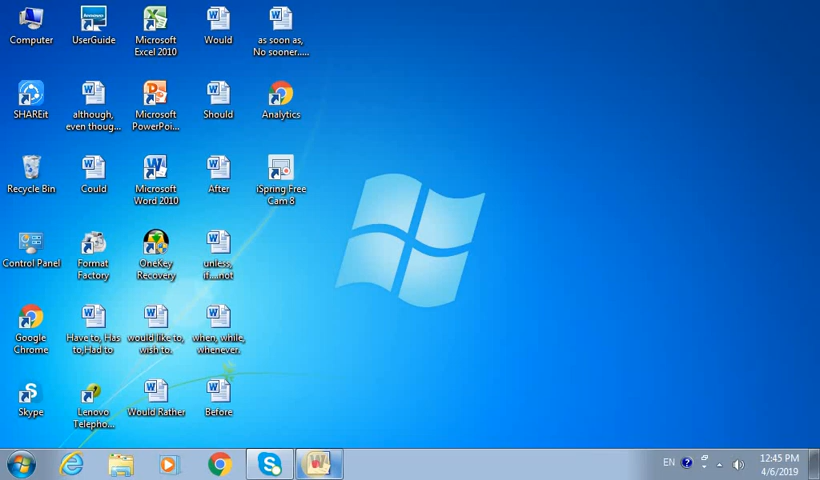 Computer
UserGuide
Microsoft
Excel 2010
Would
as soon as,
No sooner.....
SHAREit
although,
even thoug...
Microsoft
PowerPoi...
Should
Analytics
Recycle Bin
Could
Microsoft
Word 2010
After
iSpring Free
Cam 8
Control Panel
Format
Factory
OneKey
Recovery
unless,
if....not
Google
Chrome
Have to, Has
to,Had to
would like to,
wish to.
when, while,
whenever.
Skype
Lenovo
Telepho...
Would Rather
Before
EN
12:45 PM
4/6/2019